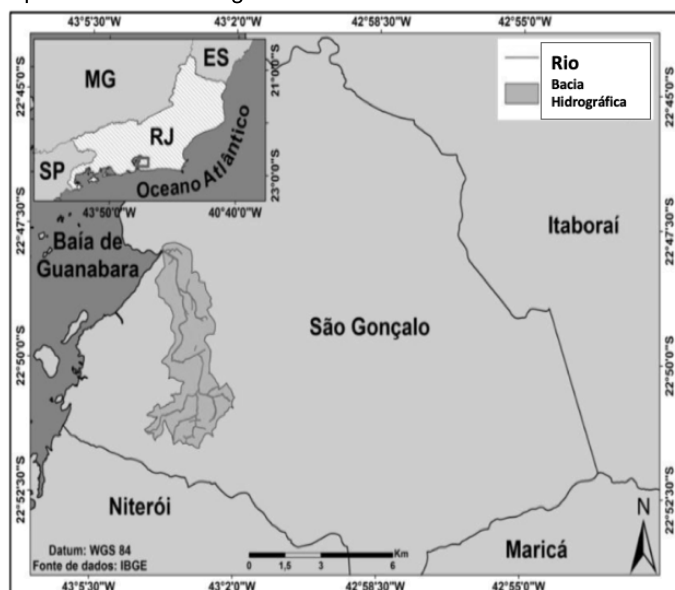 43°5'30"W 43°2'0"W 42°58'30"W 42°55'0"W
MG
ES
RJ
SP
Oceano Atlântico
21°0'0"S
23°0'0"S
43°50'0"W 40°40'0"W
Rio
Bacia
Hidrográfica
22°45'0"S
22°45'0"S
Itaboraí
22°47'30"S
22°47'30"S
Baía de
Guanabara
São Gonçalo
22°50'0"S
22°50'0"S
22°52'30"S
22°52'30"S
Niterói
Maricá
N
Datum: WGS 84
Fonte de dados: IBGE
Km
0 1,5 3 6
43°5'30"W 43°2'0"W 42°58'30"W 42°55'0"W